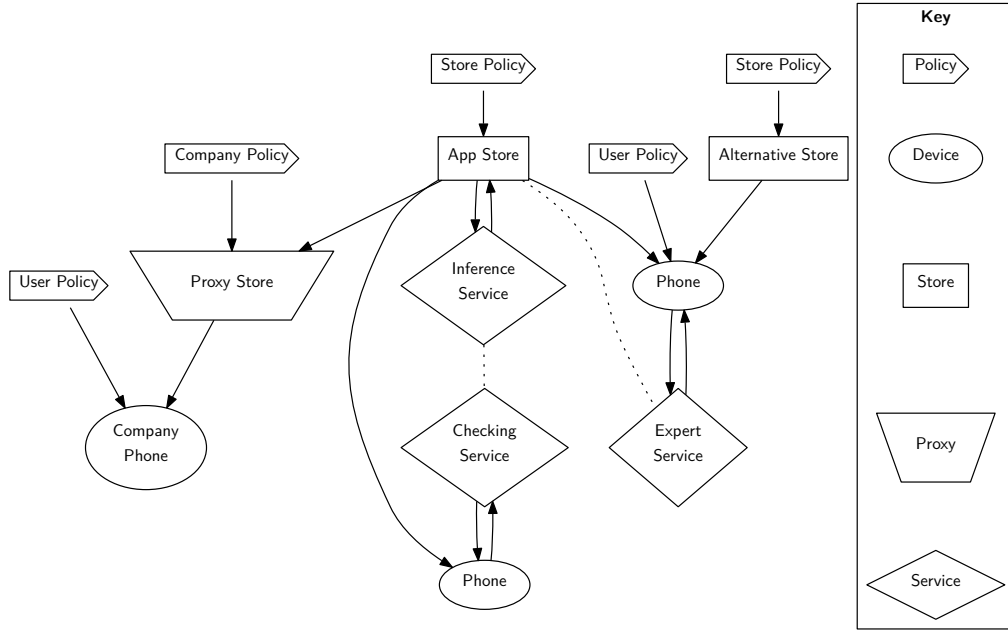 Key
Store Policy
Store Policy
Policy
Company Policy
App Store
User Policy
Alternative Store
Device
User Policy
Proxy Store
Inference
Service
Phone
Store
Company
Phone
Checking
Service
Expert
Service
Proxy
Phone
Service